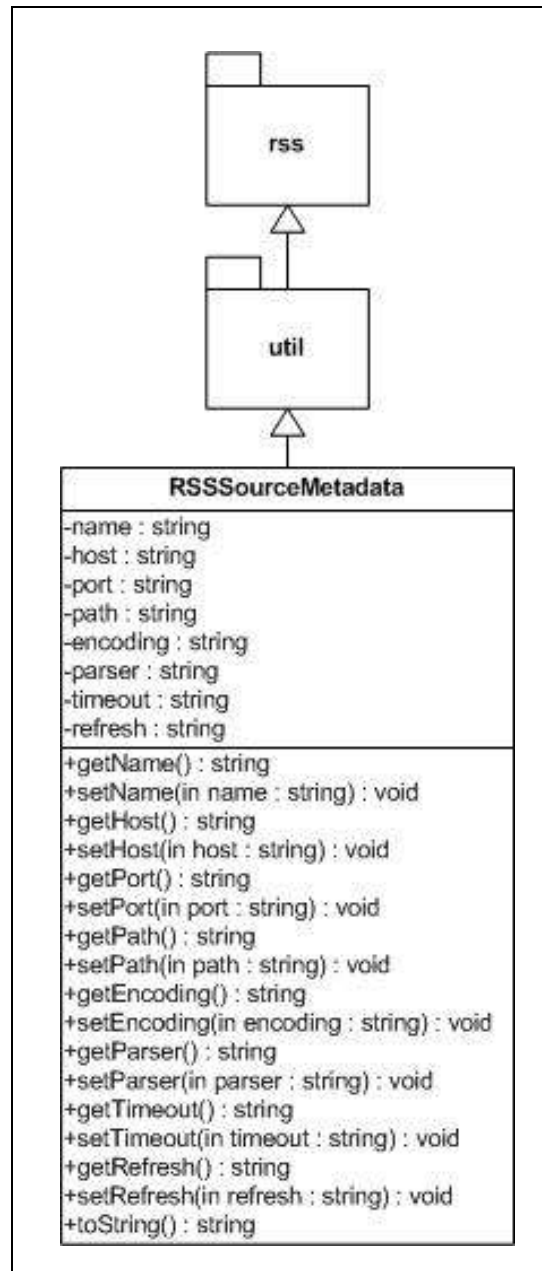 rss
util
RSSSourceMetadata
-name : string
-host : string
-port : string
-path : string
-encoding : string
-parser : string
-timeout : string
-refresh : string
+getName() : string
+setName(in name : string) : void
+getHost() : string
+setHost(in host : string) : void
+getPort() : string
+setPort(in port : string) : void
+getPath() : string
+setPath(in path : string) : void
+getEncoding() : string
+setEncoding(in encoding : string) : void
+getParser() : string
+setParser(in parser : string) : void
+getTimeout() : string
+setTimeout(in timeout : string) : void
+getRefresh() : string
+setRefresh(in refresh : string) : void
+toString() : string